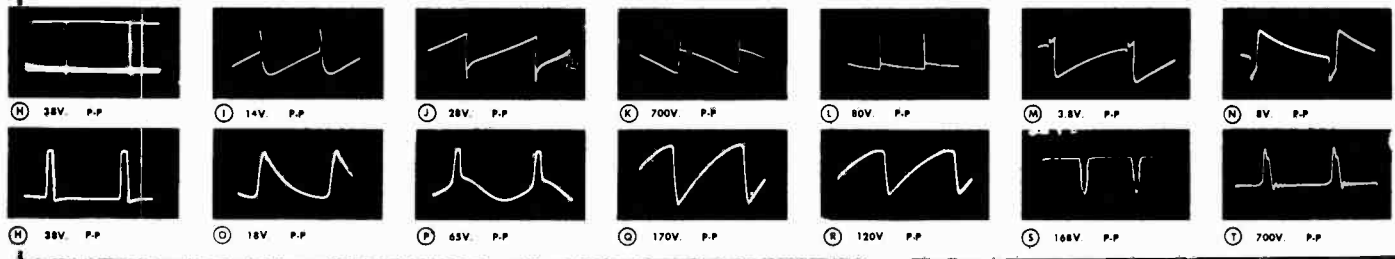 H 38V. P-P I 14V. P-P J 28V. P-P K 700V. P-P L 80V. P-P M 3.8V. P-P N 8V. P-P
H 38V. P-P O 18V P-P P 65V. P-P Q 170V. P-P R 120V P-P S 168V. P-P T 700V. P-P